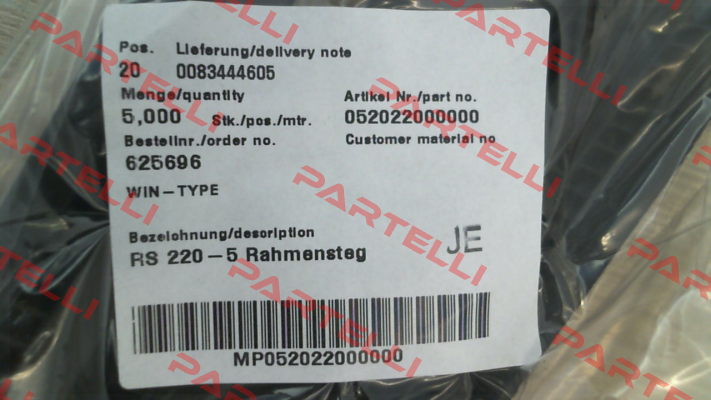 Pos. Lieferung/delivery note
20 0083444605
Menge/quantity Artikel Nr./part no.
5,000 Stk./pos./mtr. 052022000000
Bestellnr./order no. Customer material no
625696
WIN-TYPE
Bezeichnung/description
JE
RS 220-5 Rahmensteg
MP052022000000
PARTELLI
PARTELLI
PARTELLI
PARTELLI
PARTELLI